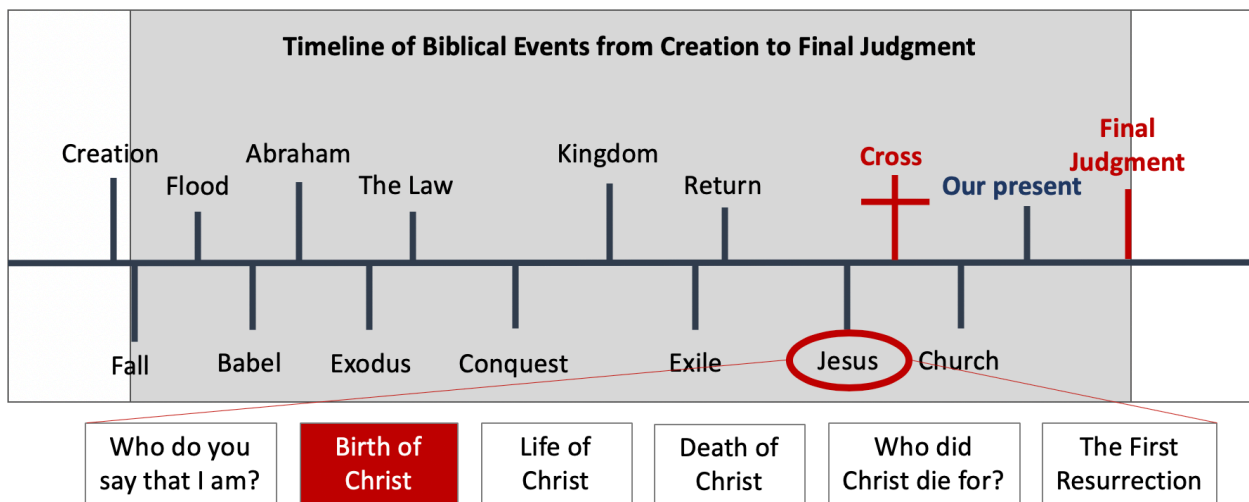 Timeline of Biblical Events from Creation to Final Judgment
Creation
Flood
Abraham
The Law
Kingdom
Return
Cross
Our present
Final
Judgment
Fall
Babel
Exodus
Conquest
Exile
Jesus
Church
Who do you
say that I am?
Birth of
Christ
Life of
Christ
Death of
Christ
Who did
Christ die for?
The First
Resurrection